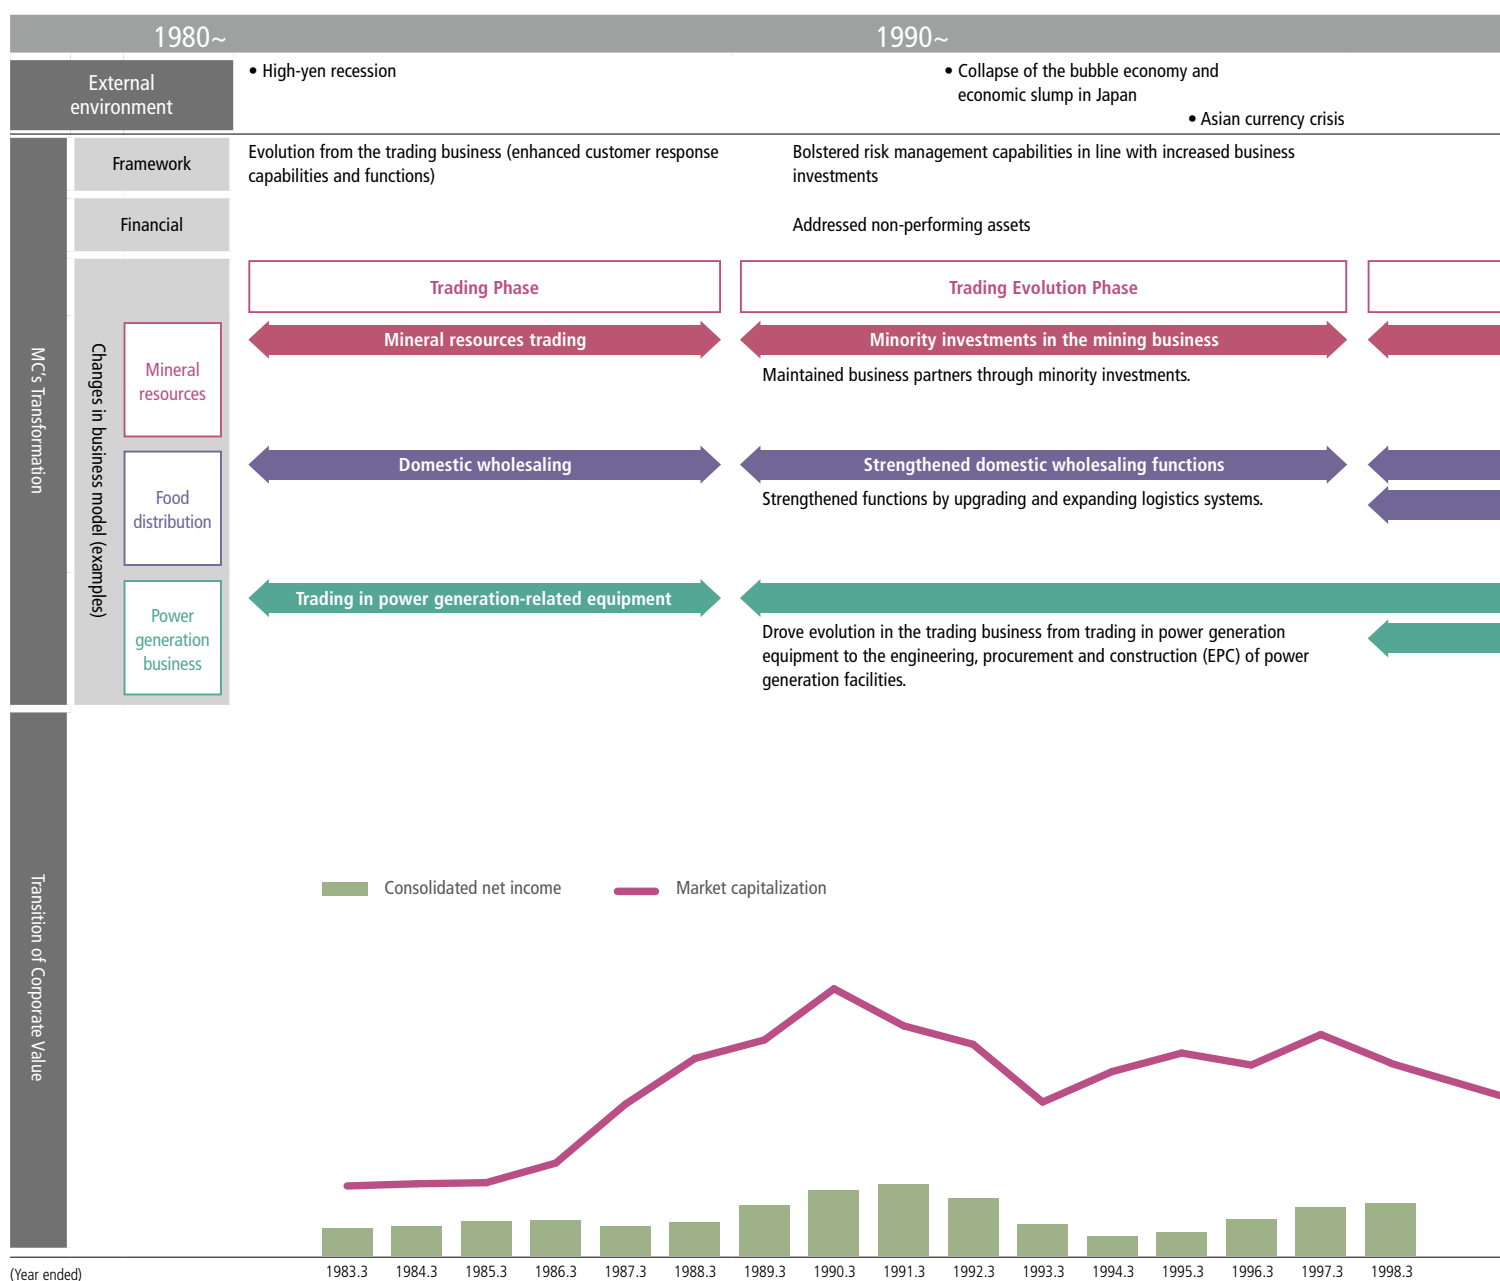 1980~
1990~
External
environment
• High-yen recession
• Collapse of the bubble economy and
economic slump in Japan
• Asian currency crisis
MC's Transformation
Framework
Evolution from the trading business (enhanced customer response
capabilities and functions)
Bolstered risk management capabilities in line with increased business
investments
Financial
Addressed non-performing assets
Changes in business model (examples)
Trading Phase
Trading Evolution Phase
Mineral
resources
Mineral resources trading
Minority investments in the mining business
Maintained business partners through minority investments.
Food
distribution
Domestic wholesaling
Strengthened domestic wholesaling functions
Strengthened functions by upgrading and expanding logistics systems.
Power
generation
business
Trading in power generation-related equipment
Drove evolution in the trading business from trading in power generation
equipment to the engineering, procurement and construction (EPC) of power
generation facilities.
Transition of Corporate Value
Consolidated net income
Market capitalization
(Year ended)
1983.3
1984.3
1985.3
1986.3
1987.3
1988.3
1989.3
1990.3
1991.3
1992.3
1993.3
1994.3
1995.3
1996.3
1997.3
1998.3